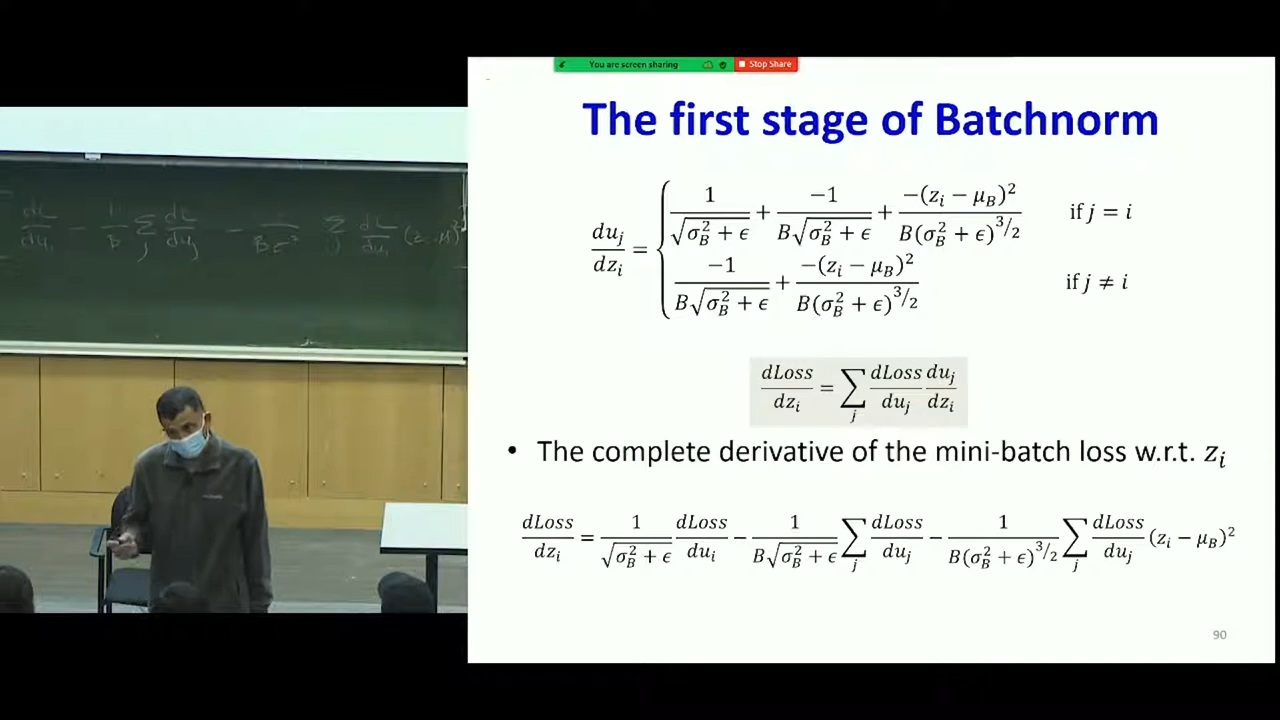 You are screen sharing Stop Share
The first stage of Batchnorm
du_j/dz_i = { 1/√(σ_B² + ϵ) + −1/(B√(σ_B² + ϵ)) + −(z_i − μ_B)²/(B(σ_B² + ϵ)^{3/2}) if j = i
−1/(B√(σ_B² + ϵ)) + −(z_i − μ_B)²/(B(σ_B² + ϵ)^{3/2}) if j ≠ i
dLoss/dz_i = ∑_j dLoss/du_j du_j/dz_i
• The complete derivative of the mini-batch loss w.r.t. z_i
dLoss/dz_i = 1/√(σ_B² + ϵ) dLoss/du_i − 1/(B√(σ_B² + ϵ)) ∑_j dLoss/du_j − 1/(B(σ_B² + ϵ)^{3/2}) ∑_j dLoss/du_j (z_i − μ_B)²
90